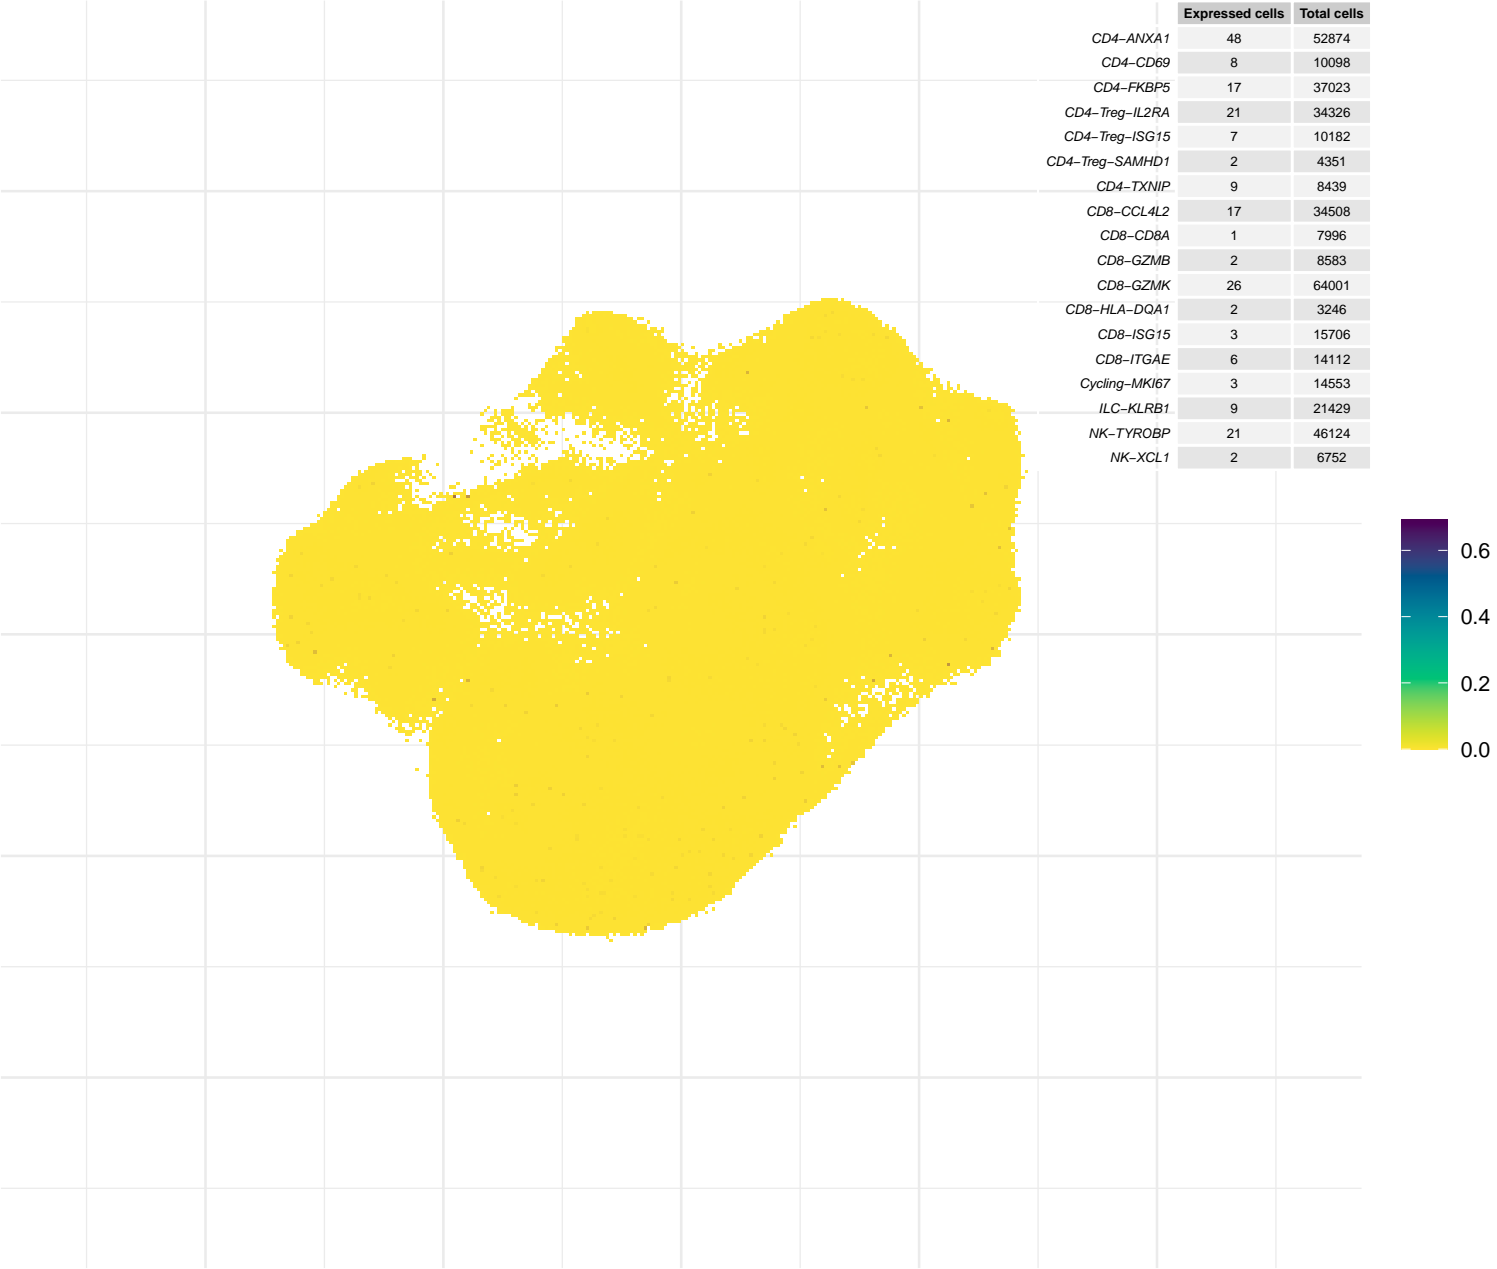 Expressed cells Total cells
CD4−ANXA1 48 52874
CD4−CD69 8 10098
CD4−FKBP5 17 37023
CD4−Treg−IL2RA 21 34326
CD4−Treg−ISG15 7 10182
CD4−Treg−SAMHD1 2 4351
CD4−TXNIP 9 8439
CD8−CCL4L2 17 34508
CD8−CD8A 1 7996
CD8−GZMB 2 8583
CD8−GZMK 26 64001
CD8−HLA−DQA1 2 3246
CD8−ISG15 3 15706
CD8−ITGAE 6 14112
Cycling−MKI67 3 14553
ILC−KLRB1 9 21429
NK−TYROBP 21 46124
NK−XCL1 2 6752
0.6
0.4
0.2
0.0